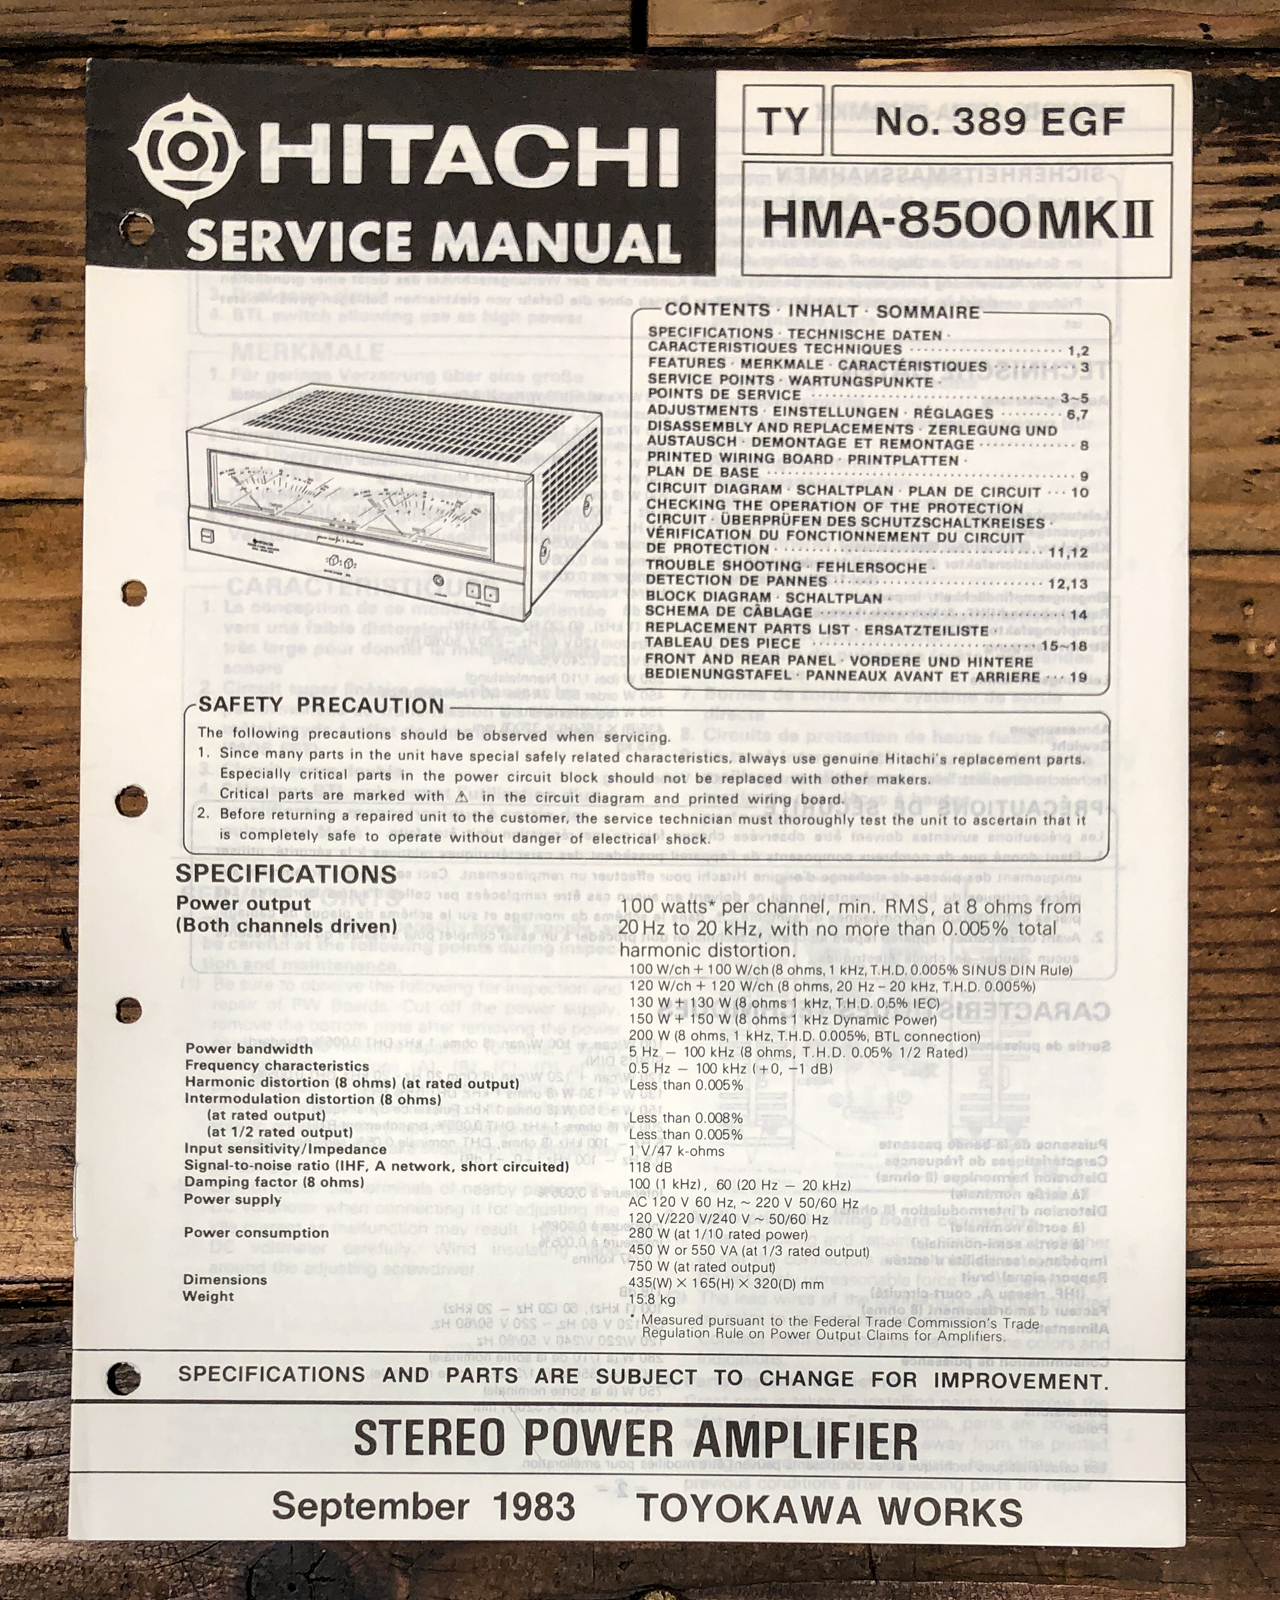 HITACHI
SERVICE MANUAL
TY
No. 389 EGF
HMA-8500MKII
CONTENTS · INHALT · SOMMAIRE
SPECIFICATIONS · TECHNISCHE DATEN ·
CARACTERISTIQUES TECHNIQUES ···················· 1,2
FEATURES · MERKMALE · CARACTÉRISTIQUES ··········· 3
SERVICE POINTS · WARTUNGSPUNKTE ·
POINTS DE SERVICE ································ 3~5
ADJUSTMENTS · EINSTELLUNGEN · RÉGLAGES ········ 6,7
DISASSEMBLY AND REPLACEMENTS · ZERLEGUNG UND
AUSTAUSCH · DEMONTAGE ET REMONTAGE ············ 8
PRINTED WIRING BOARD · PRINTPLATTEN ·
PLAN DE BASE ········································ 9
CIRCUIT DIAGRAM · SCHALTPLAN · PLAN DE CIRCUIT ··· 10
CHECKING THE OPERATION OF THE PROTECTION
CIRCUIT · ÜBERPRÜFEN DES SCHUTZSCHALTKREISES ·
VÉRIFICATION DU FONCTIONNEMENT DU CIRCUIT
DE PROTECTION ··································· 11,12
TROUBLE SHOOTING · FEHLERSOCHE ·
DETECTION DE PANNES ··························· 12,13
BLOCK DIAGRAM · SCHALTPLAN ·
SCHEMA DE CÂBLAGE ································ 14
REPLACEMENT PARTS LIST · ERSATZTEILISTE ·
TABLEAU DES PIECE ····························· 15~18
FRONT AND REAR PANEL · VORDERE UND HINTERE
BEDIENUNGSTAFEL · PANNEAUX AVANT ET ARRIERE ··· 19
SAFETY PRECAUTION
The following precautions should be observed when servicing.
1. Since many parts in the unit have special safely related characteristics, always use genuine Hitachi's replacement parts.
Especially critical parts in the power circuit block should not be replaced with other makers.
Critical parts are marked with ⚠ in the circuit diagram and printed wiring board.
2. Before returning a repaired unit to the customer, the service technician must thoroughly test the unit to ascertain that it
is completely safe to operate without danger of electrical shock.
SPECIFICATIONS
Power output 100 watts* per channel, min. RMS, at 8 ohms from
(Both channels driven) 20 Hz to 20 kHz, with no more than 0.005% total
harmonic distortion.
100 W/ch + 100 W/ch (8 ohms, 1 kHz, T.H.D. 0.005% SINUS DIN Rule)
120 W/ch + 120 W/ch (8 ohms, 20 Hz – 20 kHz, T.H.D. 0.005%)
130 W + 130 W (8 ohms 1 kHz, T.H.D. 0.5% IEC)
150 W + 150 W (8 ohms 1 kHz Dynamic Power)
200 W (8 ohms, 1 kHz, T.H.D. 0.005%, BTL connection)
Power bandwidth 5 Hz – 100 kHz (8 ohms, T.H.D. 0.05% 1/2 Rated)
Frequency characteristics 0.5 Hz – 100 kHz (+0, −1 dB)
Harmonic distortion (8 ohms) (at rated output) Less than 0.005%
Intermodulation distortion (8 ohms)
(at rated output) Less than 0.008%
(at 1/2 rated output) Less than 0.005%
Input sensitivity/Impedance 1 V/47 k-ohms
Signal-to-noise ratio (IHF, A network, short circuited) 118 dB
Damping factor (8 ohms) 100 (1 kHz), 60 (20 Hz – 20 kHz)
Power supply AC 120 V 60 Hz, ~ 220 V 50/60 Hz
120 V/220 V/240 V ~ 50/60 Hz
Power consumption 280 W (at 1/10 rated power)
450 W or 550 VA (at 1/3 rated output)
750 W (at rated output)
Dimensions 435(W) × 165(H) × 320(D) mm
Weight 15.8 kg
* Measured pursuant to the Federal Trade Commission's Trade
Regulation Rule on Power Output Claims for Amplifiers.
SPECIFICATIONS AND PARTS ARE SUBJECT TO CHANGE FOR IMPROVEMENT.
STEREO POWER AMPLIFIER
September 1983 TOYOKAWA WORKS